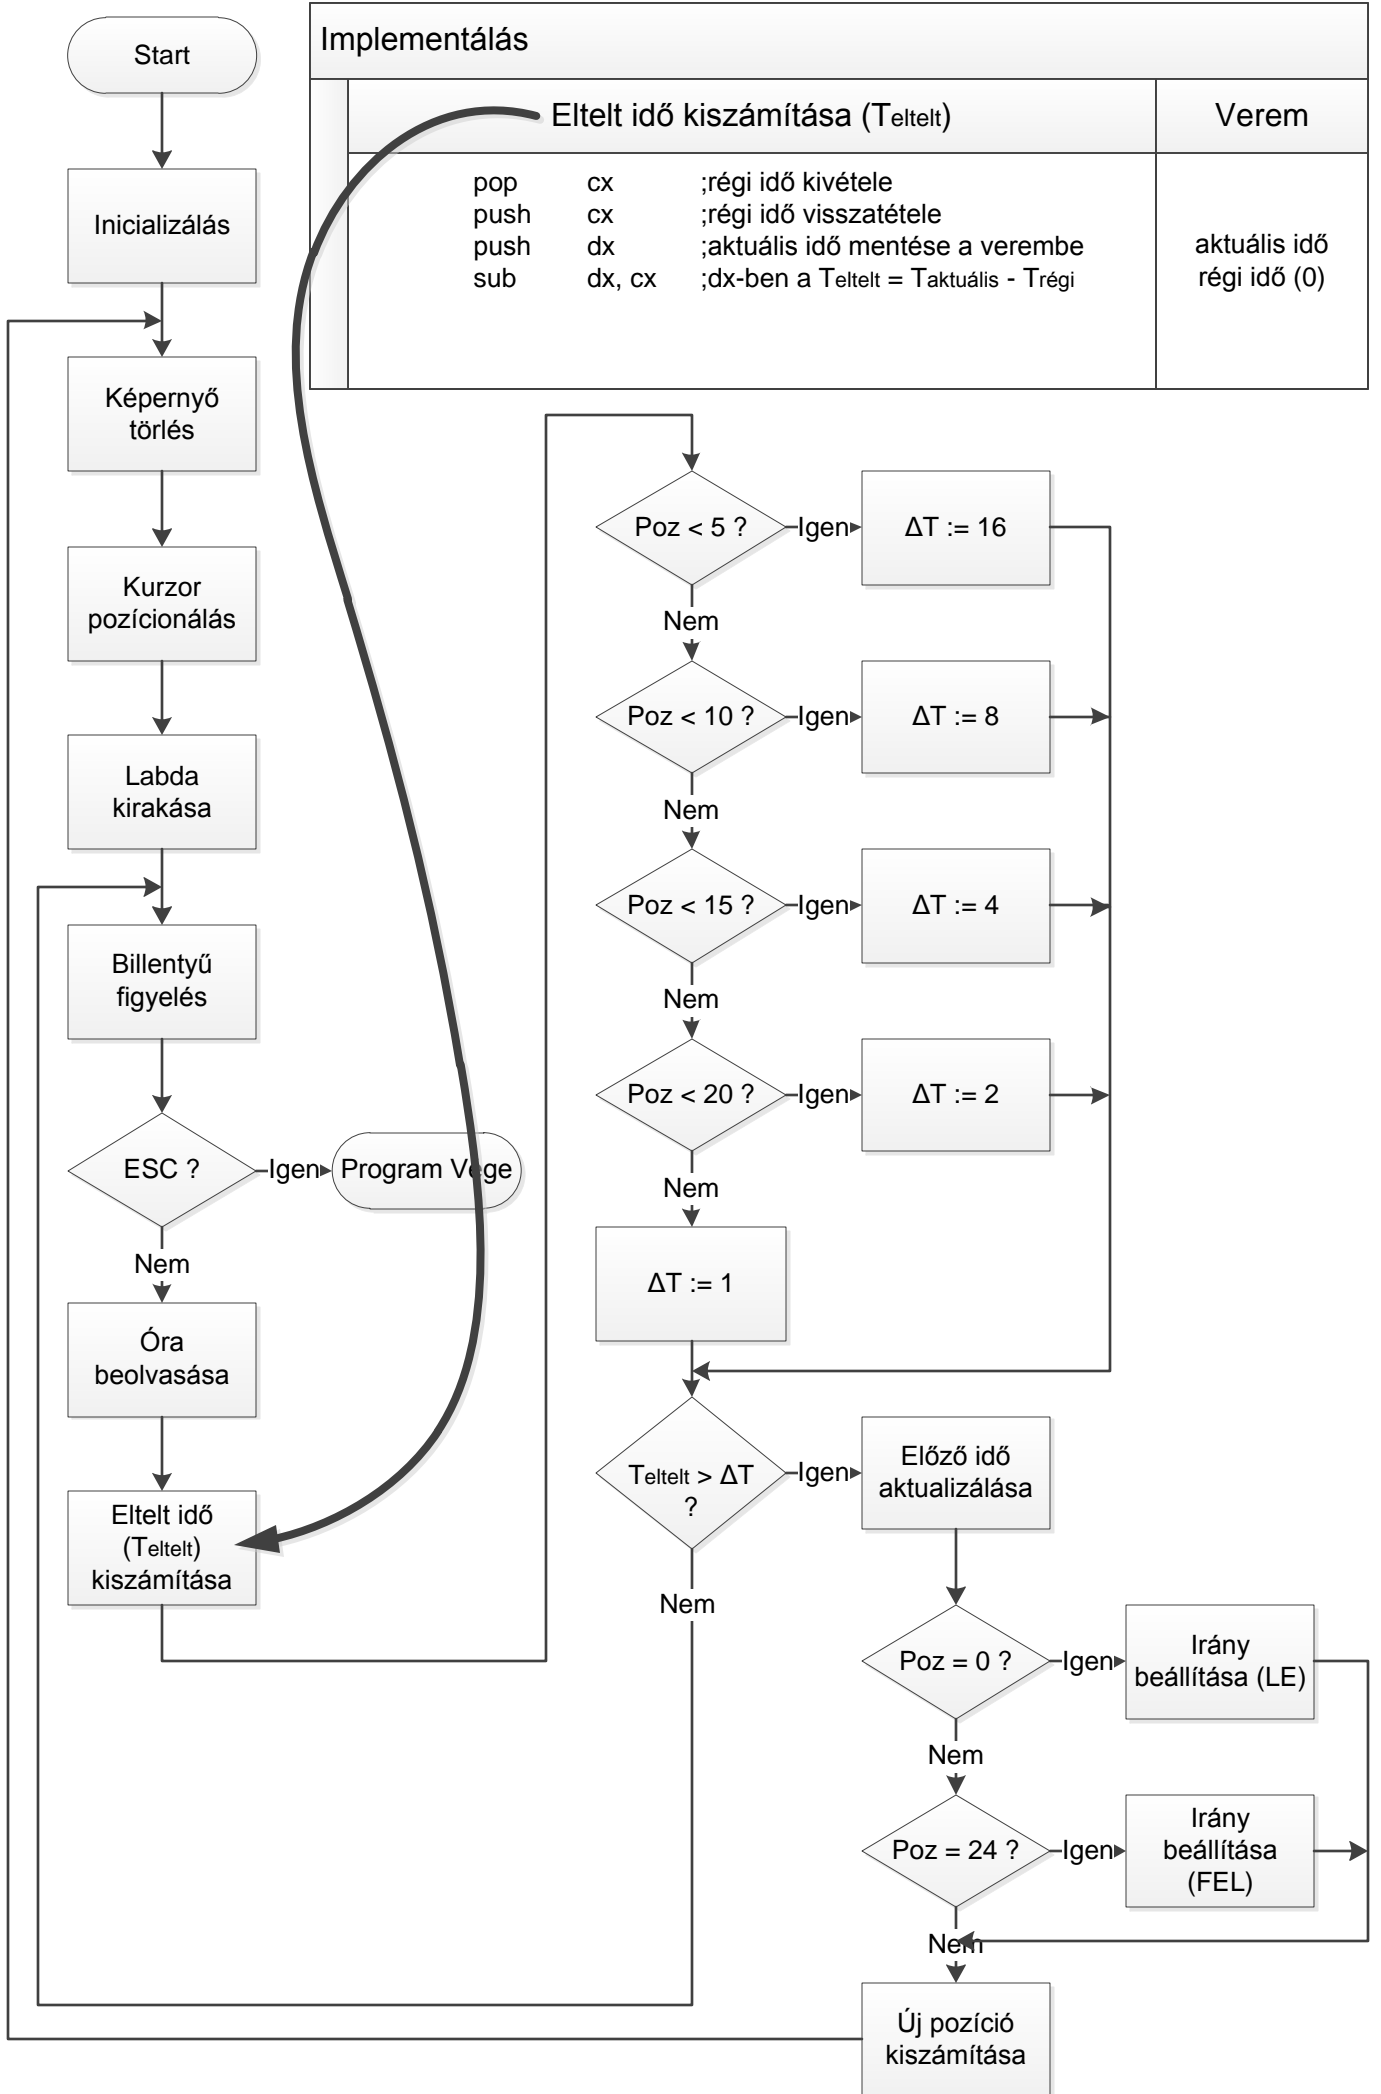 Start
Inicializálás
Képernyő
törlés
Kurzor
pozícionálás
Labda
kirakása
Billentyű
figyelés
ESC ?
Igen
Program Vége
Nem
Óra
beolvasása
Eltelt idő
(Teltelt)
kiszámítása
Implementálás
Eltelt idő kiszámítása (Teltelt)
Verem
pop cx ;régi idő kivétele
push cx ;régi idő visszatétele
push dx ;aktuális idő mentése a verembe
sub dx, cx ;dx-ben a Teltelt = Taktuális - Trégi
aktuális idő
régi idő (0)
Poz < 5 ?
Igen
ΔT := 16
Nem
Poz < 10 ?
Igen
ΔT := 8
Nem
Poz < 15 ?
Igen
ΔT := 4
Nem
Poz < 20 ?
Igen
ΔT := 2
Nem
ΔT := 1
Teltelt > ΔT
?
Igen
Előző idő
aktualizálása
Nem
Poz = 0 ?
Igen
Irány
beállítása (LE)
Nem
Poz = 24 ?
Igen
Irány
beállítása
(FEL)
Nem
Új pozíció
kiszámítása